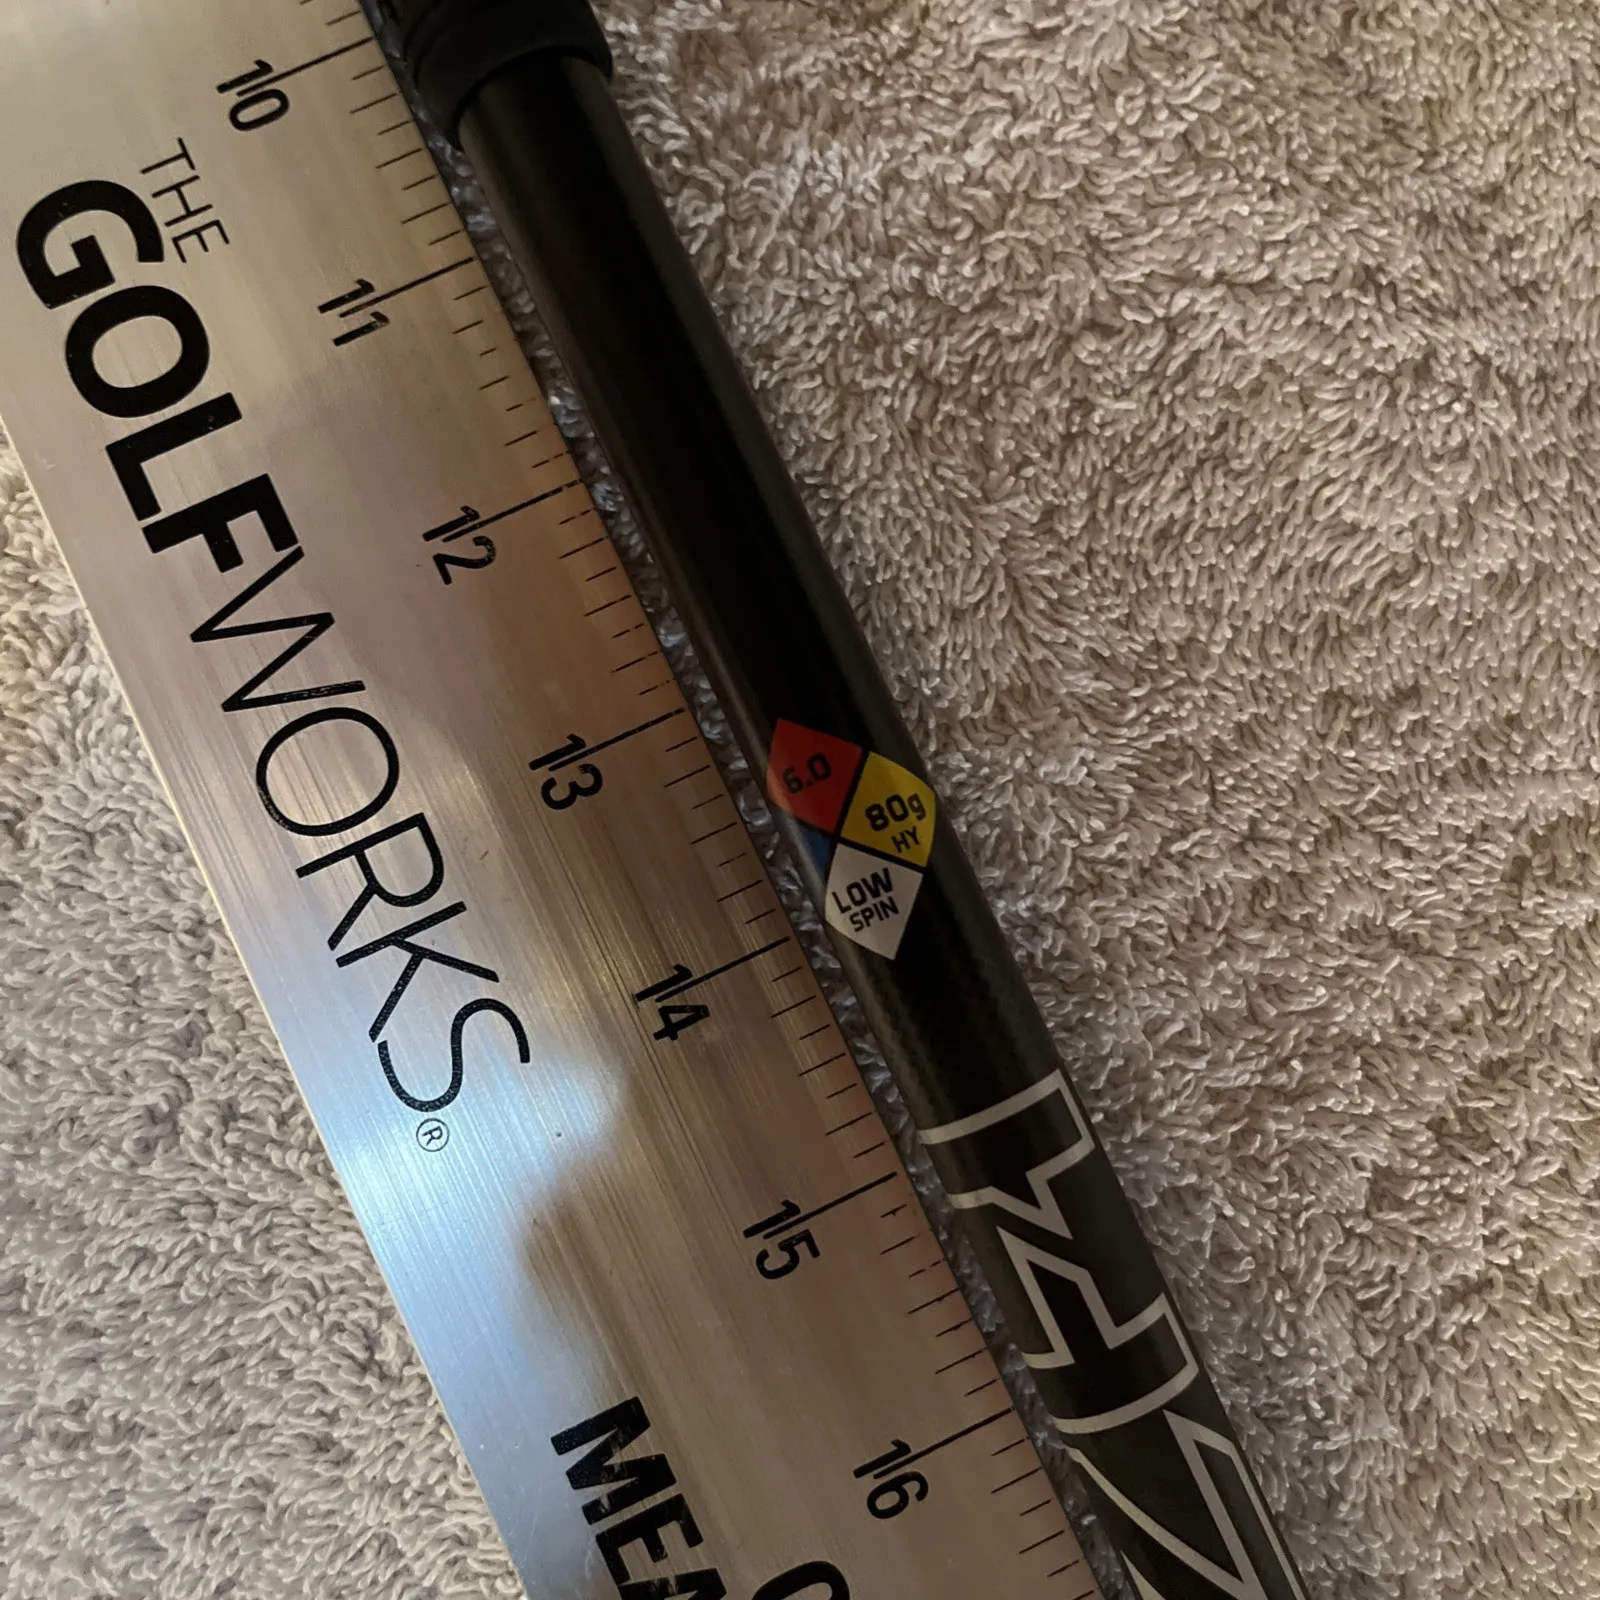 10
11
12
13
14
15
16
THE
GOLFWORKS®
6.0
80g
HY
LOW
SPIN